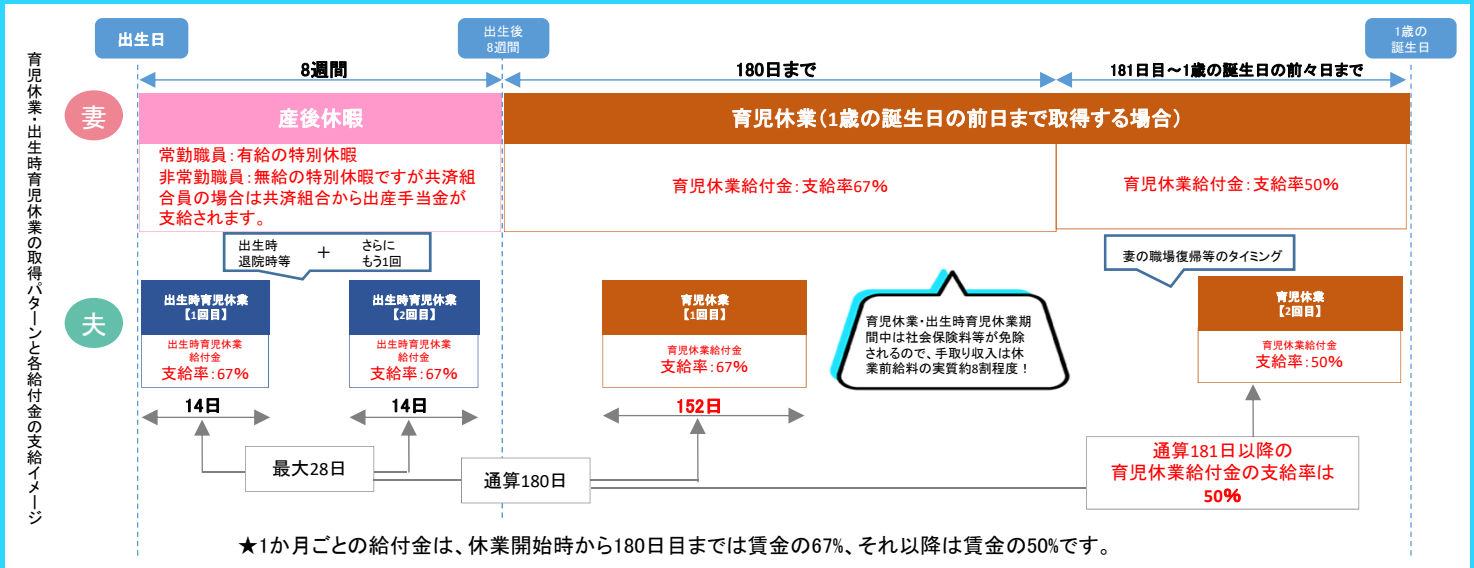 育児休業・出生時育児休業の取得パターンと各給付金の支給イメージ
出生日
出生後
8週間
1歳の
誕生日
8週間
180日まで
181日目～1歳の誕生日の前々日まで
妻
産後休暇
育児休業（1歳の誕生日の前日まで取得する場合）
常勤職員：有給の特別休暇
非常勤職員：無給の特別休暇ですが共済組
合員の場合は共済組合から出産手当金が
支給されます。
育児休業給付金：支給率67%
育児休業給付金：支給率50%
出生時
退院時等
＋
さらに
もう1回
妻の職場復帰等のタイミング
夫
出生時育児休業
【1回目】
出生時育児休業
給付金
支給率：67%
出生時育児休業
【2回目】
出生時育児休業
給付金
支給率：67%
育児休業
【1回目】
育児休業給付金
支給率：67%
育児休業・出生時育児休業期
間中は社会保険料等が免除
されるので、手取り収入は休
業前給料の実質約8割程度！
育児休業
【2回目】
育児休業給付金
支給率：50%
14日
14日
152日
最大28日
通算180日
通算181日以降の
育児休業給付金の支給率は
50%
★1か月ごとの給付金は、休業開始時から180日目までは賃金の67%、それ以降は賃金の50%です。